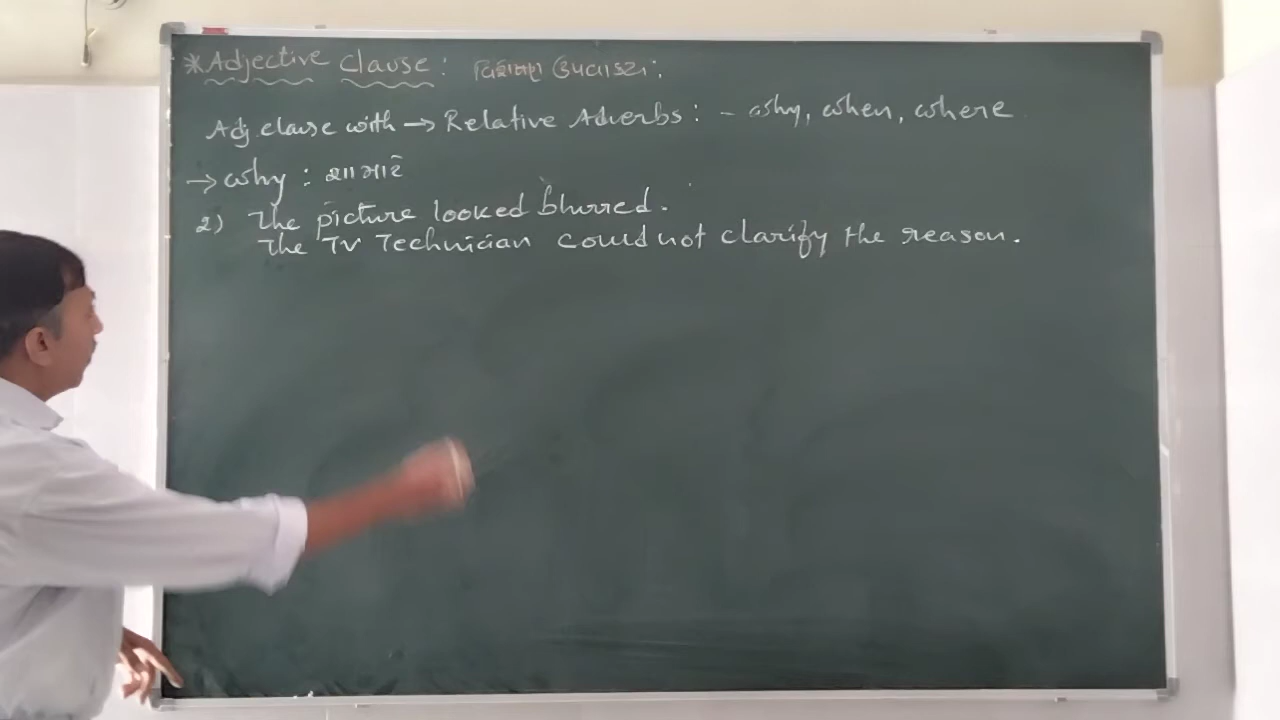 *Adjective clause : વિશેષણ ઉપવાક્ય :
Adj. clause with → Relative Adverbs : - why, when, where
→ why : શા માટે
2) The picture looked blurred.
The TV Technician could not clarify the reason.